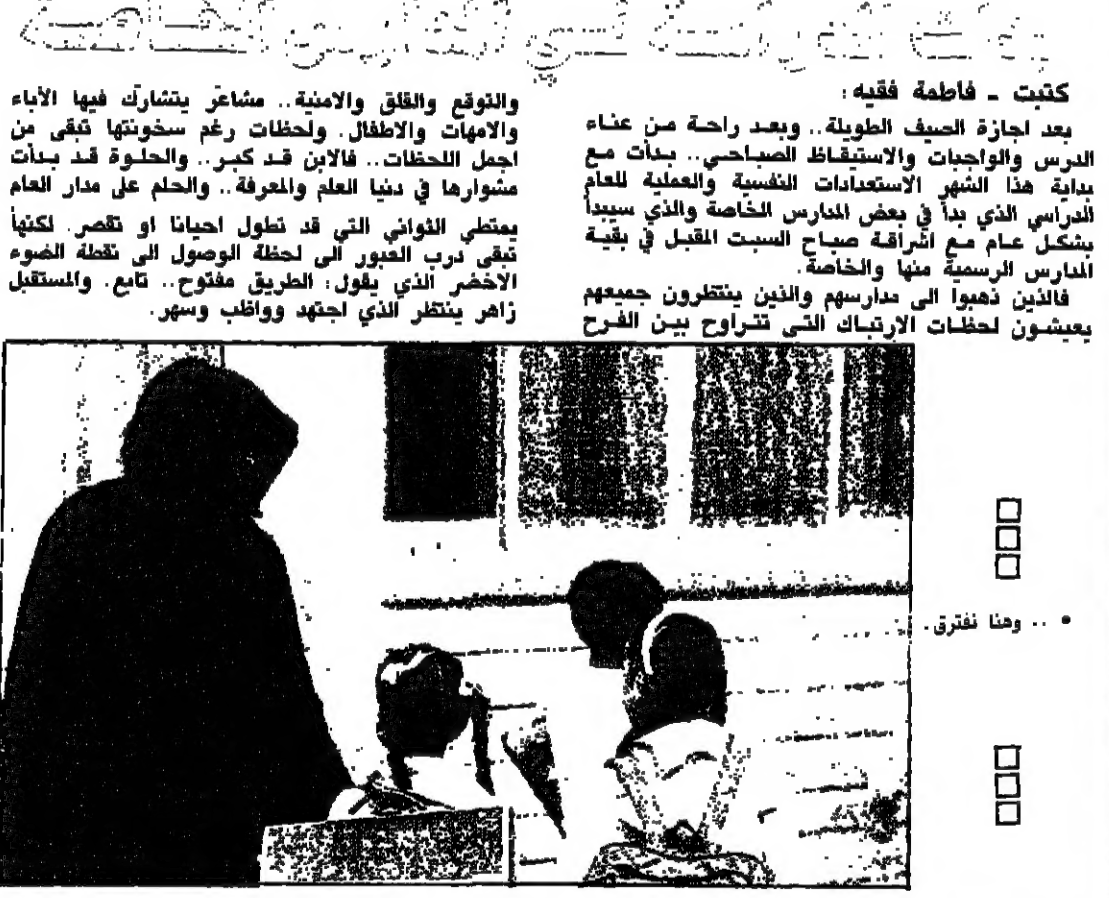 بدأت الدراسة في المدارس الخاصة
كتبت ـ فاطمة فقيه :
بعد اجازة الصيف الطويلة.. وبعد راحة من عناء
الدرس والواجبات والاستيقاظ الصباحي.. بدأت مع
بداية هذا الشهر الاستعدادات النفسية والعملية للعام
الدراسي الذي بدأ في بعض المدارس الخاصة والذي سيبدأ
بشكل عام مع اشراقة صباح السبت المقبل في بقية
المدارس الرسمية منها والخاصة.
فالذين ذهبوا الى مدارسهم والذين ينتظرون جميعهم
يعيشون لحظات الارتباك التي تتراوح بين الفرح
والتوقع والقلق والامنية.. مشاعر يتشارك فيها الأباء
والامهات والاطفال. ولحظات رغم سخونتها تبقى من
اجمل اللحظات.. فالابن قد كبر.. والحلوة قد بدأت
مشوارها في دنيا العلم والمعرفة.. والحلم على مدار العام
يمتطي الثواني التي قد تطول احيانا او تقصر. لكنها
تبقى درب العبور الى لحظة الوصول الى نقطة الضوء
الاخضر الذي يقول: الطريق مفتوح.. تابع. والمستقبل
زاهر ينتظر الذي اجتهد وواظب وسهر.
• .. وهنا نفترق.